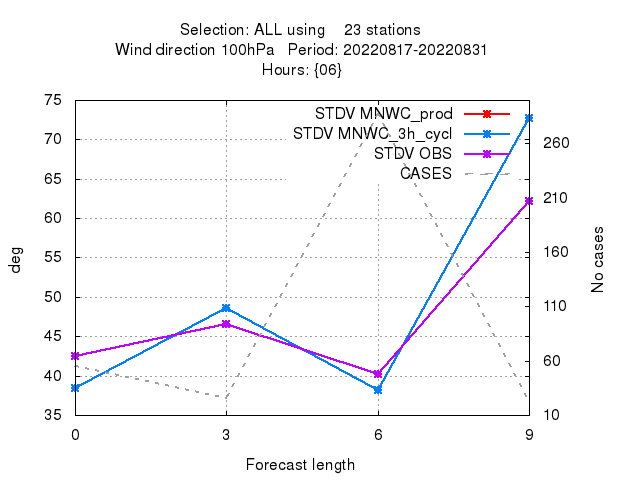 Selection: ALL using 23 stations
Wind direction 100hPa Period: 20220817-20220831
Hours: {06}
STDV MNWC_prod
STDV MNWC_3h_cycl
STDV OBS
CASES
75
70
65
60
55
50
45
40
35
260
210
160
110
60
10
deg
No cases
0 3 6 9
Forecast length